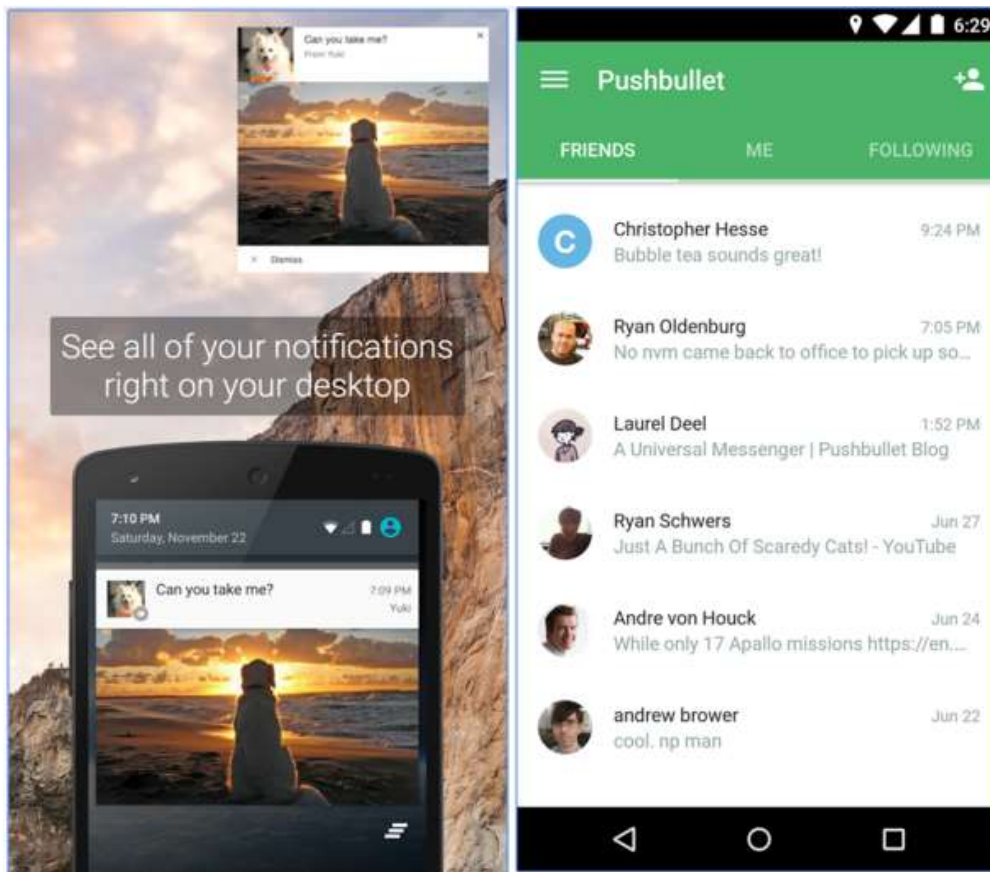 Can you take me?
From Yuki
Dismiss
See all of your notifications
right on your desktop
7:10 PM
Saturday, November 22
Can you take me?
7:09 PM
Yuki
6:29
Pushbullet
FRIENDS
ME
FOLLOWING
C
Christopher Hesse
9:24 PM
Bubble tea sounds great!
Ryan Oldenburg
7:05 PM
No nvm came back to office to pick up so...
Laurel Deel
1:52 PM
A Universal Messenger | Pushbullet Blog
Ryan Schwers
Jun 27
Just A Bunch Of Scaredy Cats! - YouTube
Andre von Houck
Jun 24
While only 17 Apallo missions https://en....
andrew brower
Jun 22
cool. np man